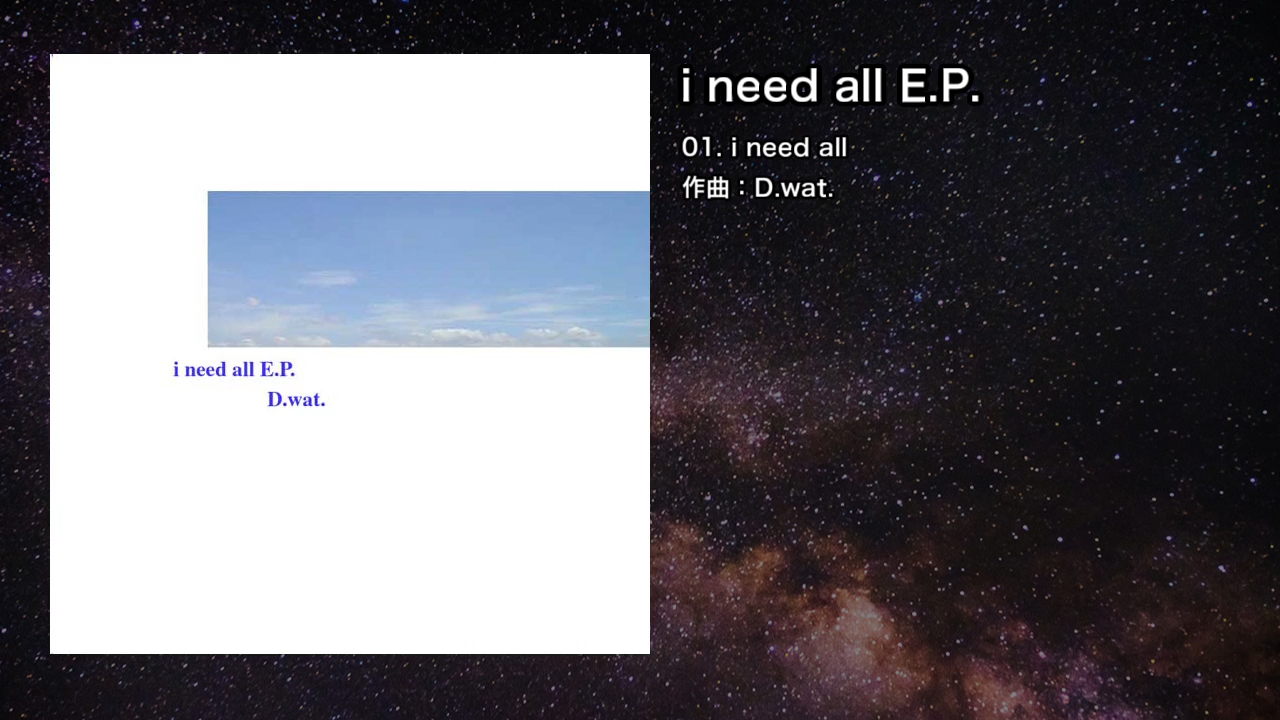 i need all E.P.
D.wat.
i need all E.P.
01. i need all
作曲：D.wat.